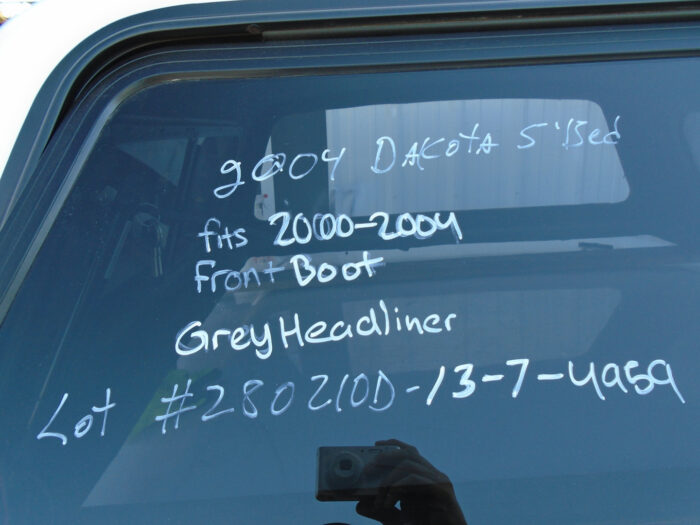 2004 DAKOTA 5' Bed
fits 2000-2004
Front Boot
Grey Headliner
Lot #280210D-13-7-4959